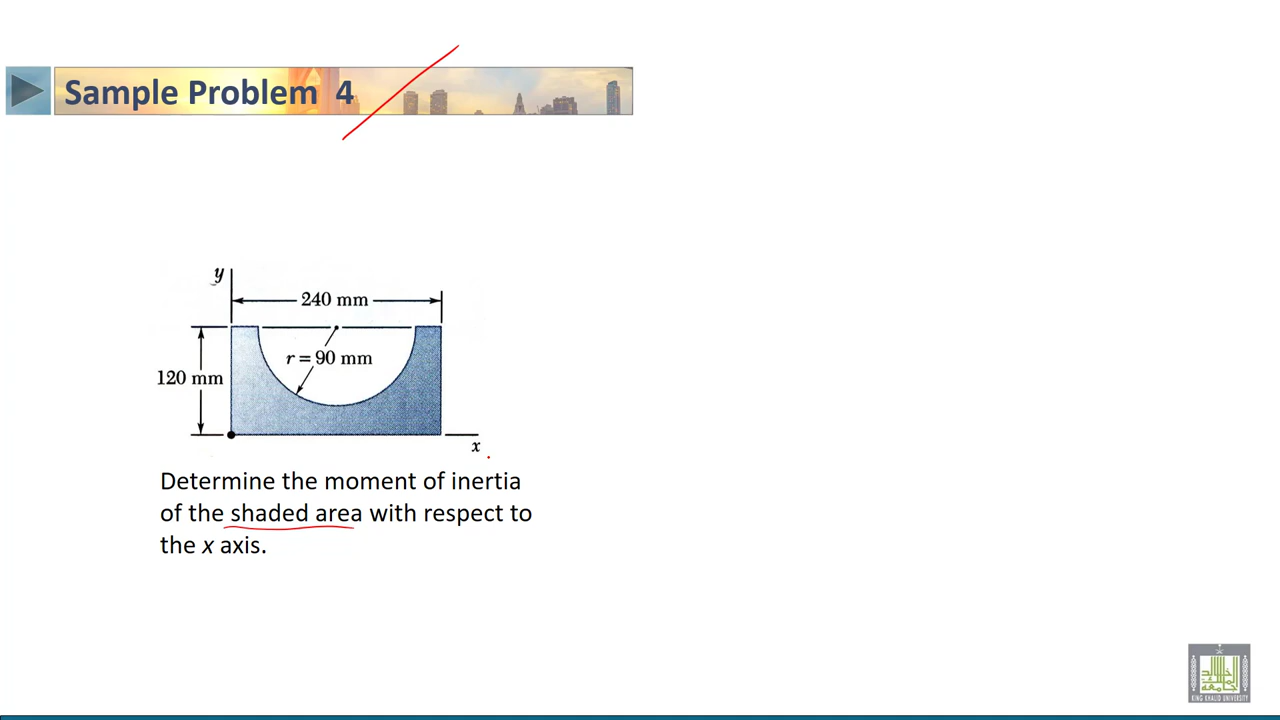 Sample Problem 4
y
240 mm
r = 90 mm
120 mm
x
Determine the moment of inertia
of the shaded area with respect to
the x axis.
KING KHALID UNIVERSITY